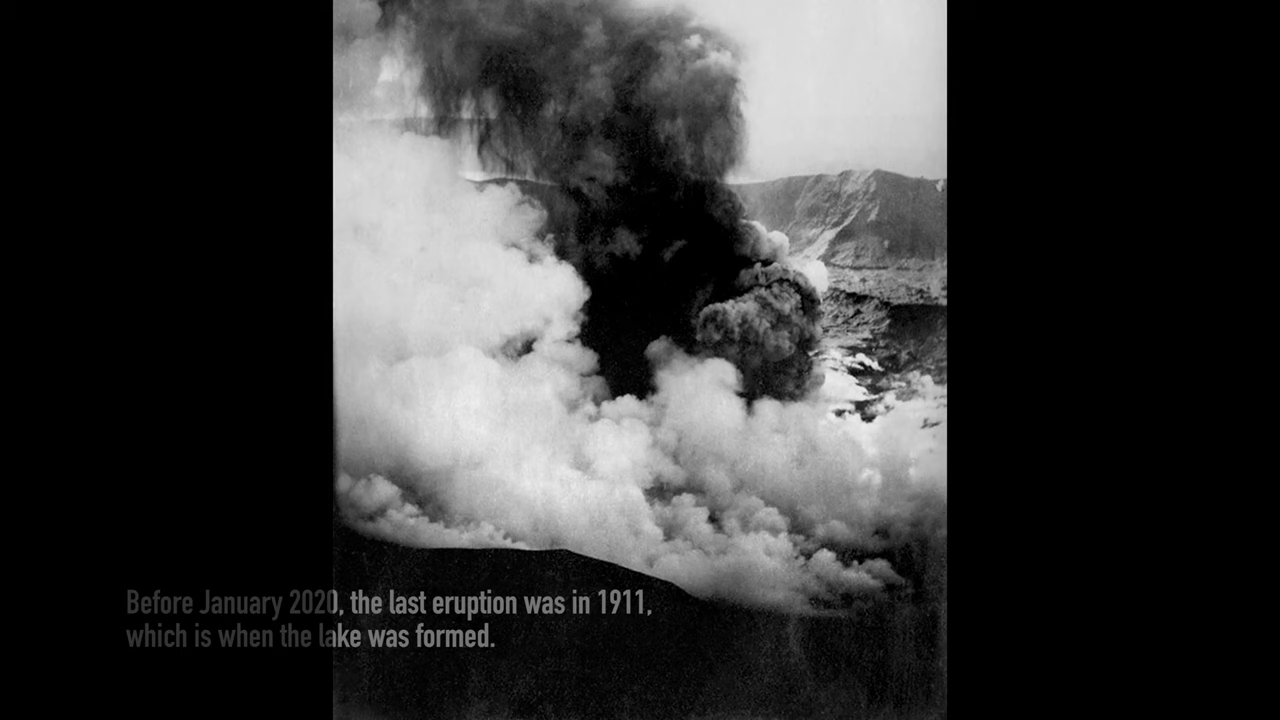 Before January 2020, the last eruption was in 1911,
which is when the lake was formed.